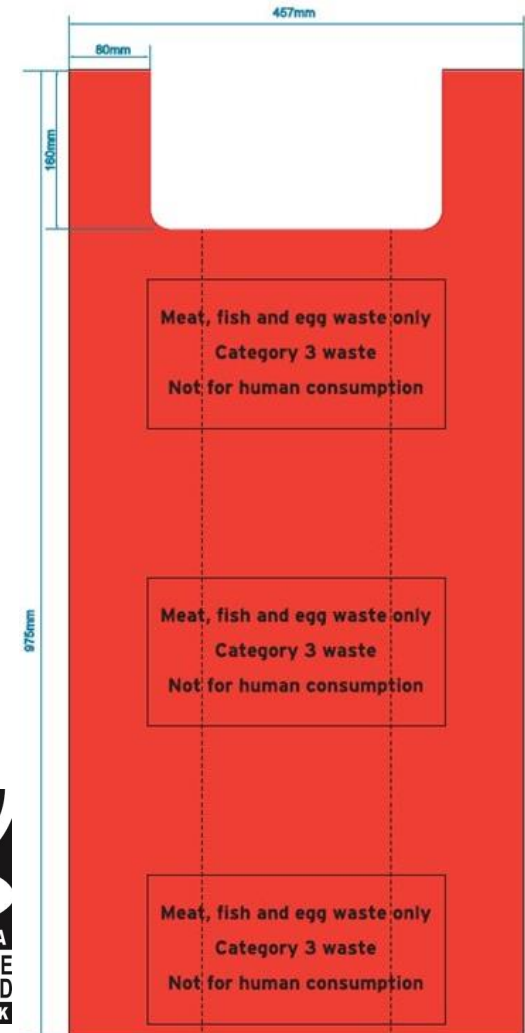 457mm
80mm
160mm
Meat, fish and egg waste only
Category 3 waste
Not for human consumption
975mm
Meat, fish and egg waste only
Category 3 waste
Not for human consumption
Meat, fish and egg waste only
Category 3 waste
Not for human consumption
A
E
D
K